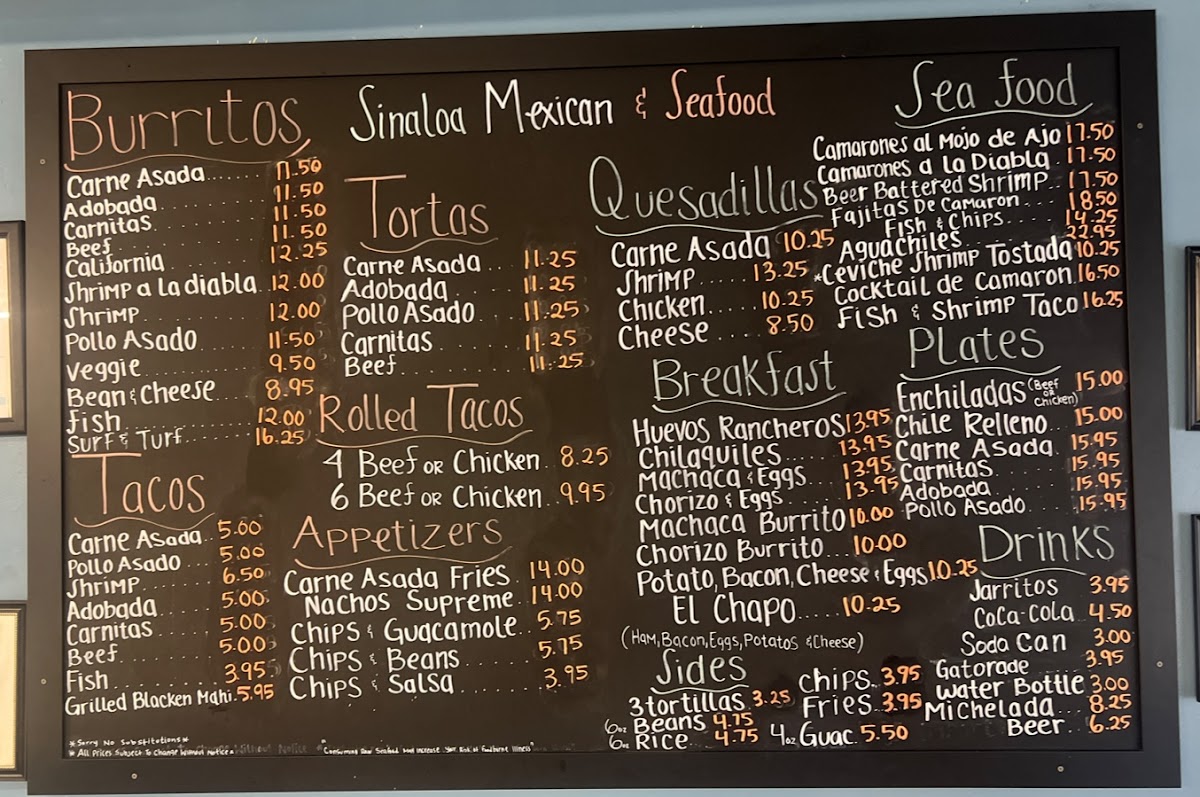 Sinaloa Mexican & Seafood
Burritos
Carne Asada....... 11.50
Adobada.......... 11.50
Carnitas.......... 11.50
Beef.......... 11.50
California 12.25
Shrimp a la diabla.. 12.00
Shrimp.......... 12.00
Pollo Asado 11.50
Veggie.......... 9.50
Bean & Cheese..... 8.95
Fish.......... 12.00
Surf & Turf.......... 16.25
Tacos
Carne Asada.. 5.00
Pollo Asado 5.00
Shrimp...... 6.50
Adobada...... 5.00
Carnitas...... 5.00
Beef.......... 5.00
Fish.......... 3.95
Grilled Blacken Mahi. 5.95
* Sorry No Substitutions *
* All Prices Subject To Change Without Notice *
Tortas
Carne Asada.. 11.25
Adobada...... 11.25
Pollo Asado... 11.25
Carnitas...... 11.25
Beef.......... 11.25
Rolled Tacos
4 Beef or Chicken.. 8.25
6 Beef or Chicken.. 9.95
Appetizers
Carne Asada Fries. 14.00
Nachos Supreme.. 14.00
Chips & Guacamole.. 5.75
Chips & Beans...... 5.75
Chips & Salsa........ 3.95
"Consuming Raw Seafood May Increase Your Risk of Foodborne Illness"
Quesadillas
Carne Asada 10.25
Shrimp...... 13.25
Chicken..... 10.25
Cheese..... 8.50
Breakfast
Huevos Rancheros 13.95
Chilaquiles...... 13.95
Machaca & Eggs.... 13.95
Chorizo & Eggs..... 13.95
Machaca Burrito 10.00
Chorizo Burrito... 10.00
Potato, Bacon, Cheese & Eggs 10.25
El Chapo..... 10.25
(Ham, Bacon, Eggs, Potatos & Cheese)
Sides
3 tortillas 3.25
6oz Beans 4.75
6oz Rice 4.75
Chips. 3.95
Fries. 3.95
4oz Guac. 5.50
Sea Food
Camarones al Mojo de Ajo 17.50
Camarones a la Diabla. 17.50
Beer Battered Shrimp.. 17.50
Fajitas De Camaron.... 18.50
Fish & Chips.... 14.25
Aguachiles...... 22.95
*Ceviche Shrimp Tostada 10.25
Cocktail de Camaron. 16.50
Fish & Shrimp Taco 16.25
Plates
Enchiladas (Beef or Chicken) 15.00
Chile Relleno... 15.00
Carne Asada 15.95
Carnitas...... 15.95
Adobada...... 15.95
Pollo Asado.... 15.95
Drinks
Jarritos 3.95
Coca-Cola 4.50
Soda Can 3.00
Gatorade 3.95
Water Bottle 3.00
Michelada.. 8.25
Beer.. 6.25